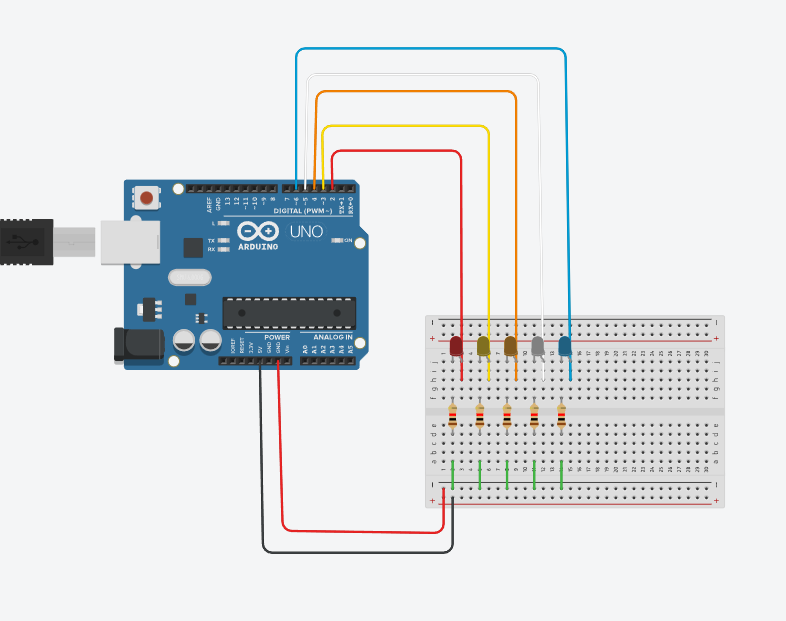 AREF
GND
13
12
~11
~10
~9
8
7
~6
~5
4
~3
2
TX→1
RX←0
DIGITAL (PWM~)
L
TX
RX
ARDUINO
UNO
ON
POWER
ANALOG IN
IOREF
RESET
3.3V
5V
GND
GND
Vin
A0
A1
A2
A3
A4
A5
j
i
h
g
f
e
d
c
b
a